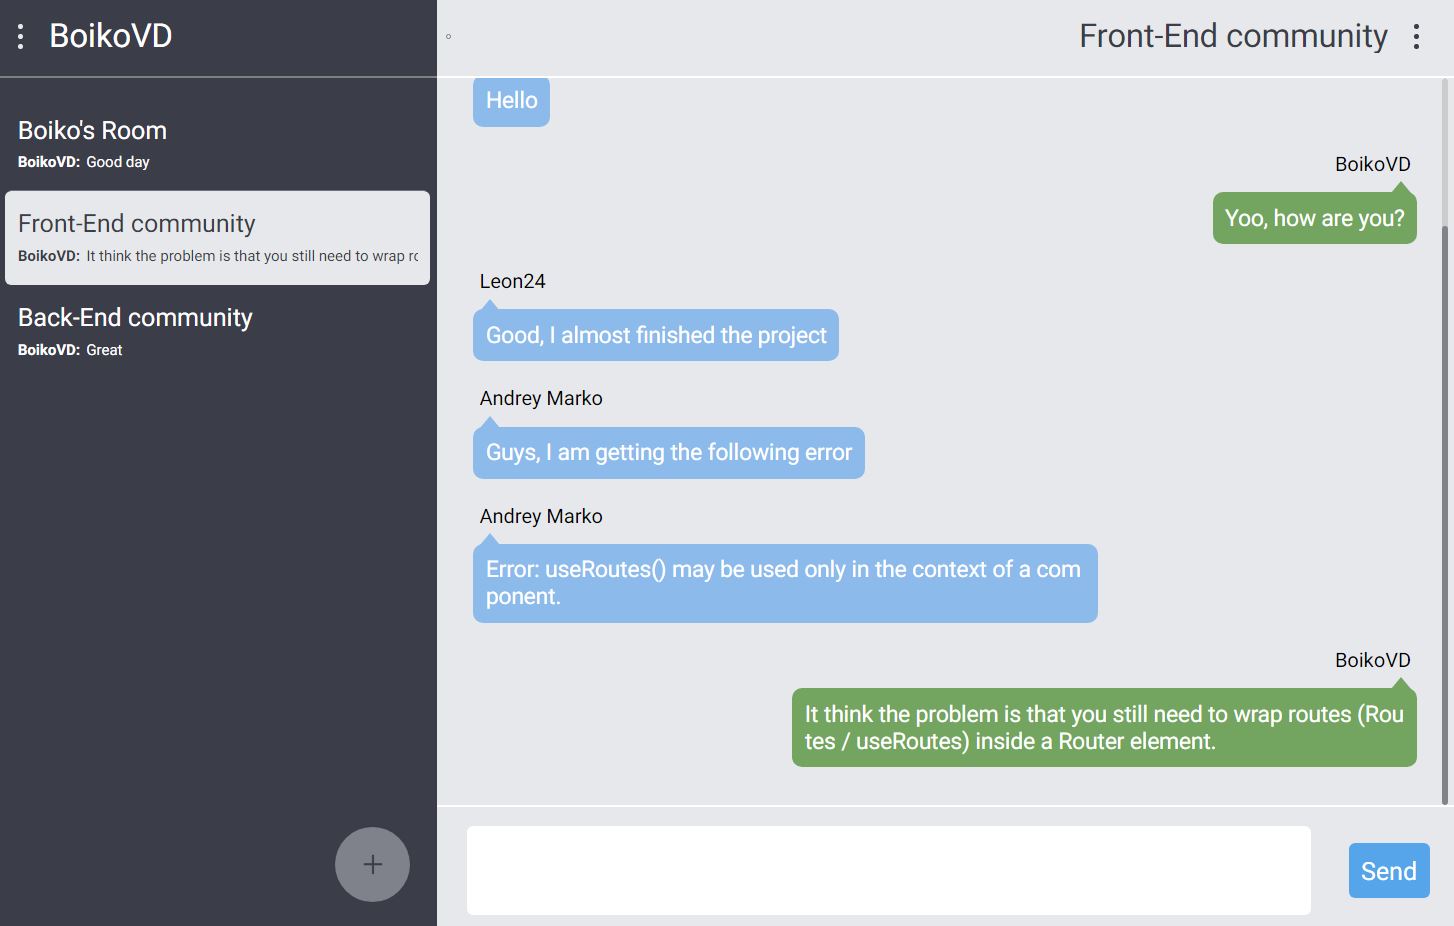 BoikoVD
Boiko's Room
BoikoVD: Good day
Front-End community
BoikoVD: It think the problem is that you still need to wrap
Back-End community
BoikoVD: Great
+
Front-End community
Hello
BoikoVD
Yoo, how are you?
Leon24
Good, I almost finished the project
Andrey Marko
Guys, I am getting the following error
Andrey Marko
Error: useRoutes() may be used only in the context of a com
ponent.
BoikoVD
It think the problem is that you still need to wrap routes (Rou
tes / useRoutes) inside a Router element.
Send